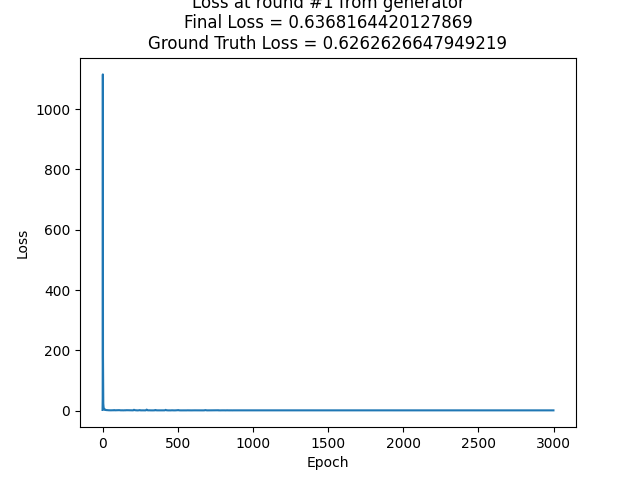 Loss at round #1 from generator
Final Loss = 0.6368164420127869
Ground Truth Loss = 0.6262626647949219
1000
800
600
400
200
0
Loss
0 500 1000 1500 2000 2500 3000
Epoch